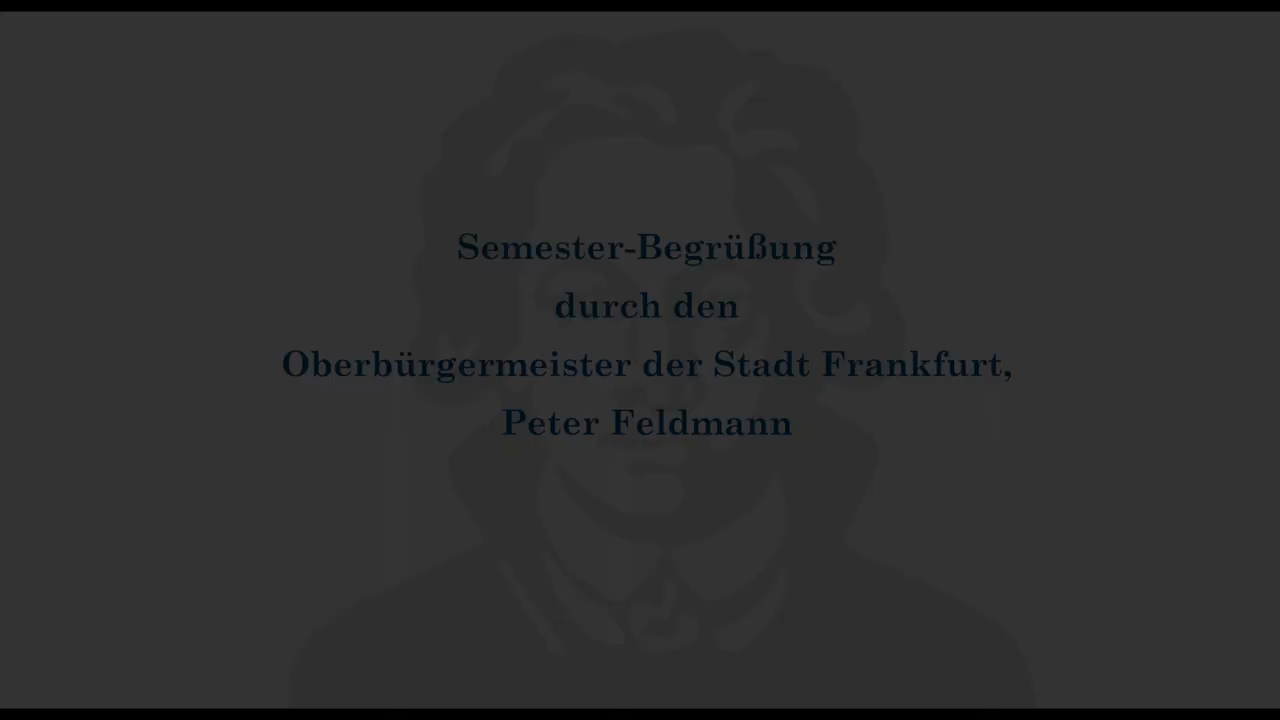 Semester-Begrüßung
durch den
Oberbürgermeister der Stadt Frankfurt,
Peter Feldmann